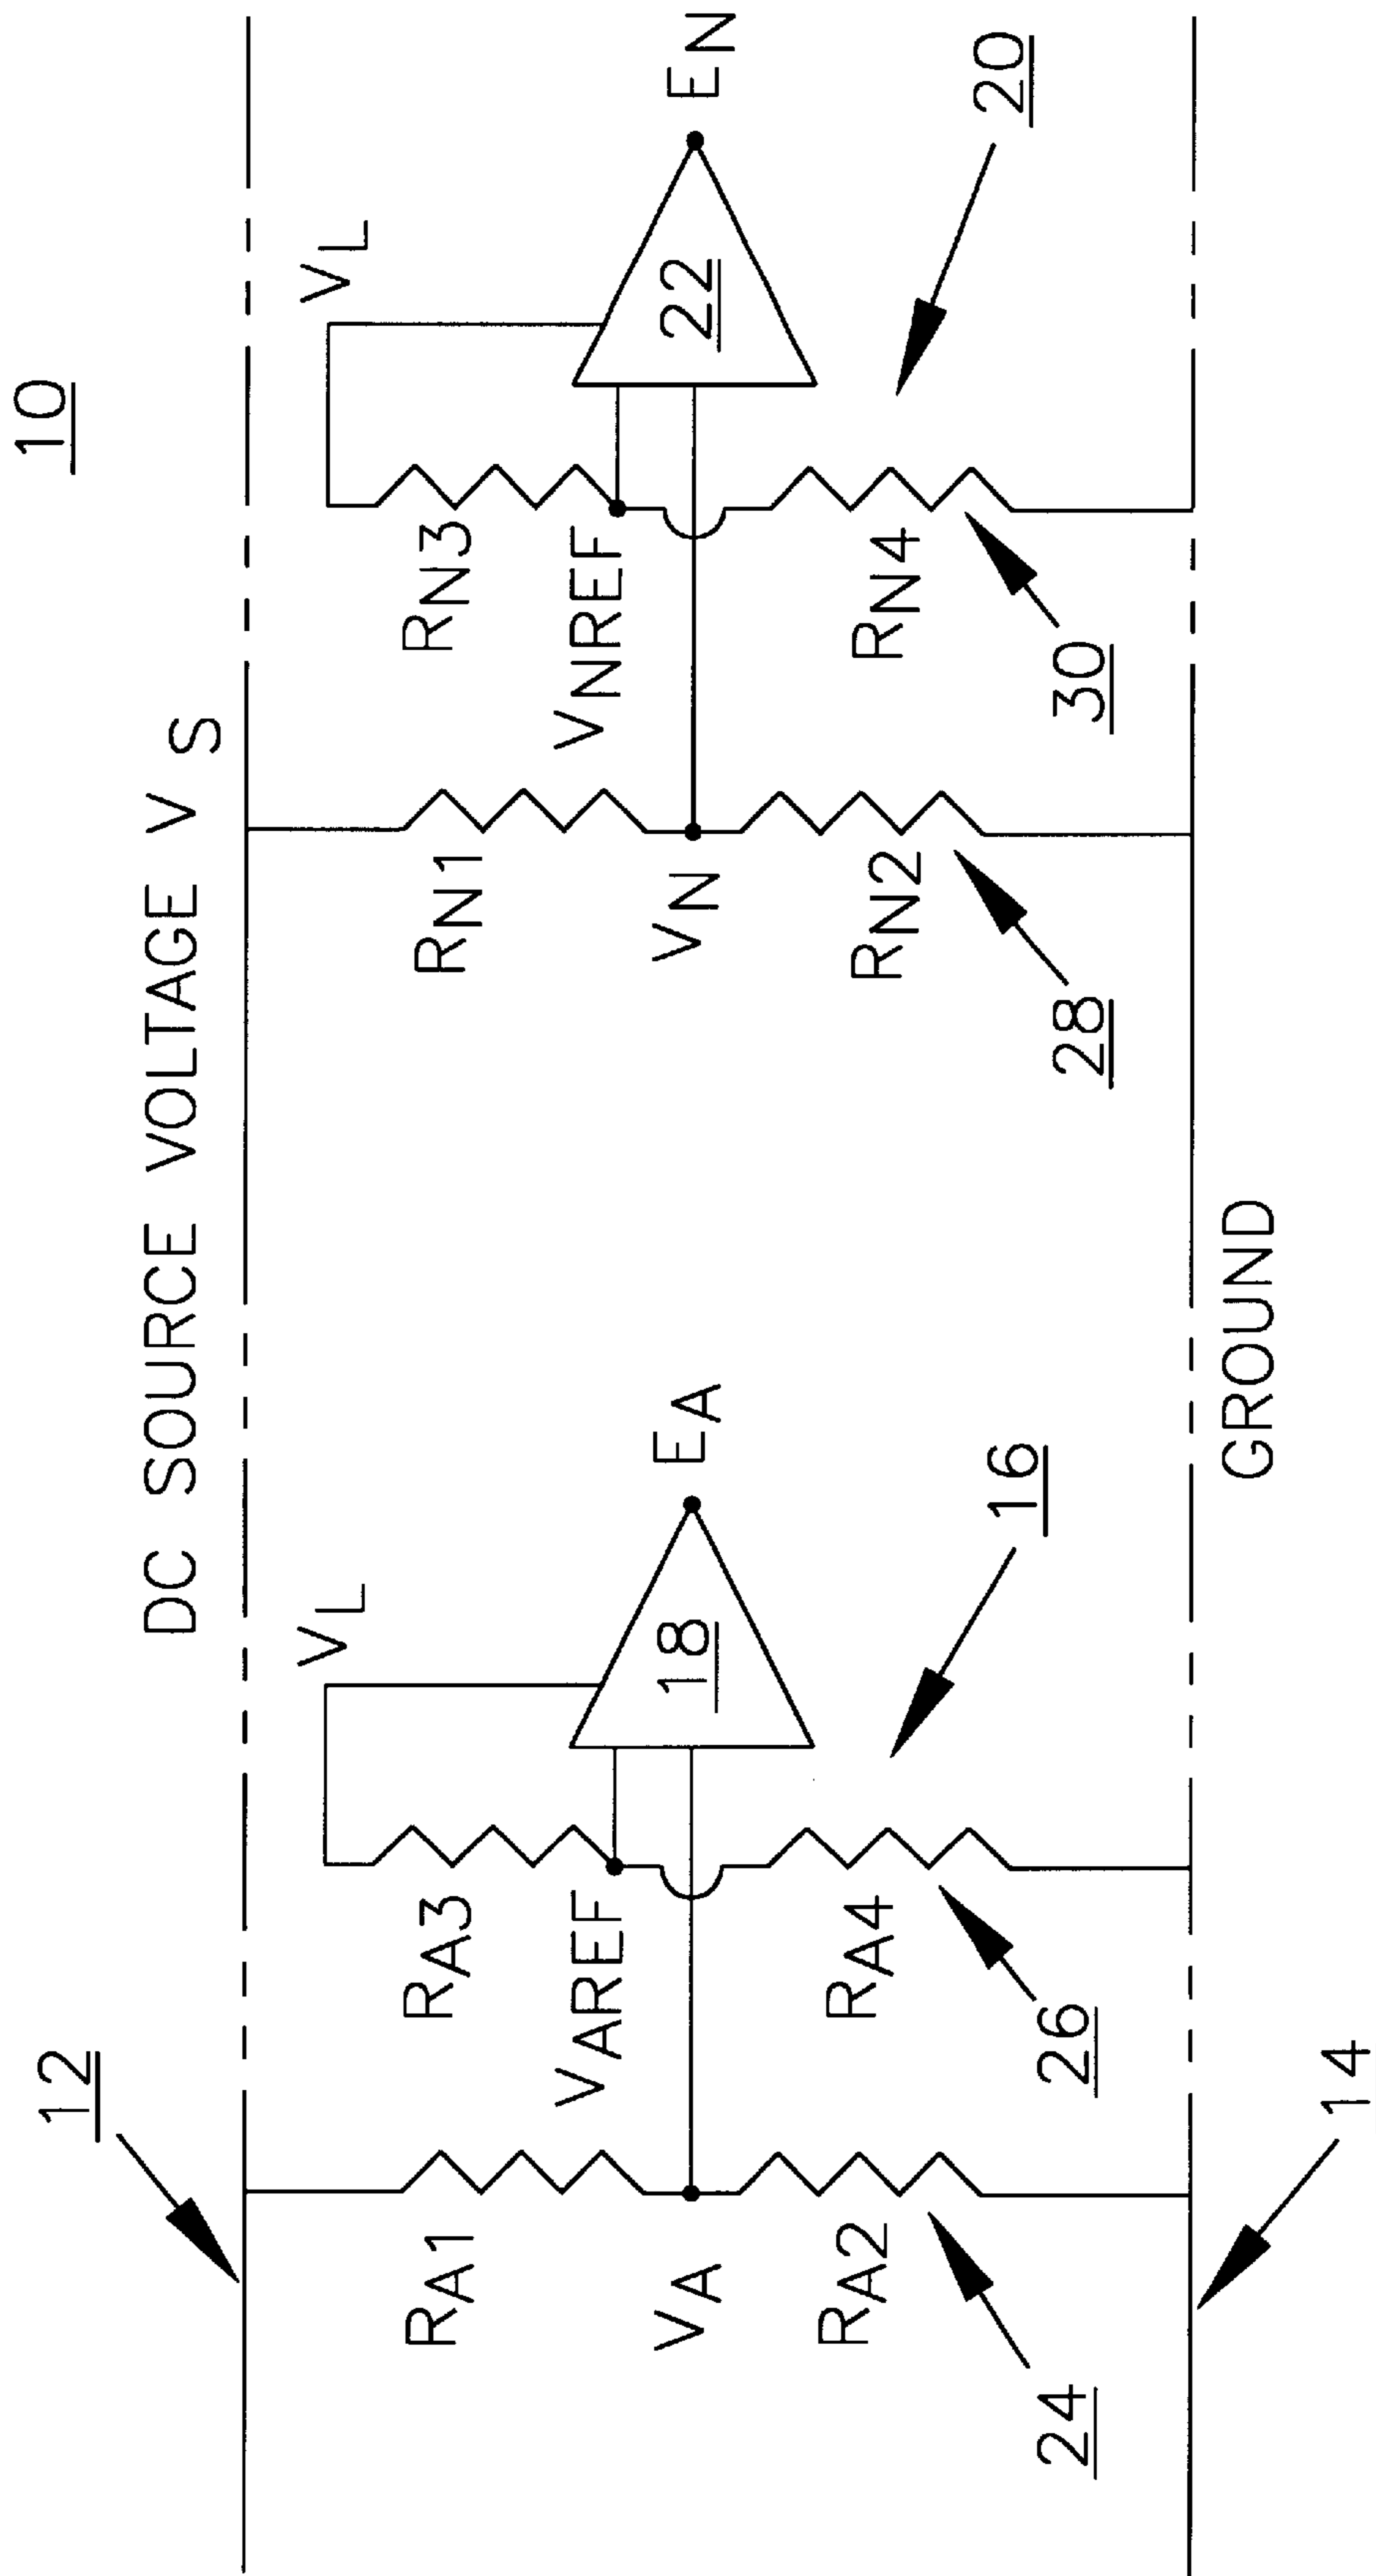 10
DC SOURCE VOLTAGE VS
12
VL
VL
RA1
RA3
RN1
RN3
VAREF
VNREF
VA
18
EA
VN
22
EN
RA2
RA4
RN2
RN4
24
26
16
28
30
20
GROUND
14